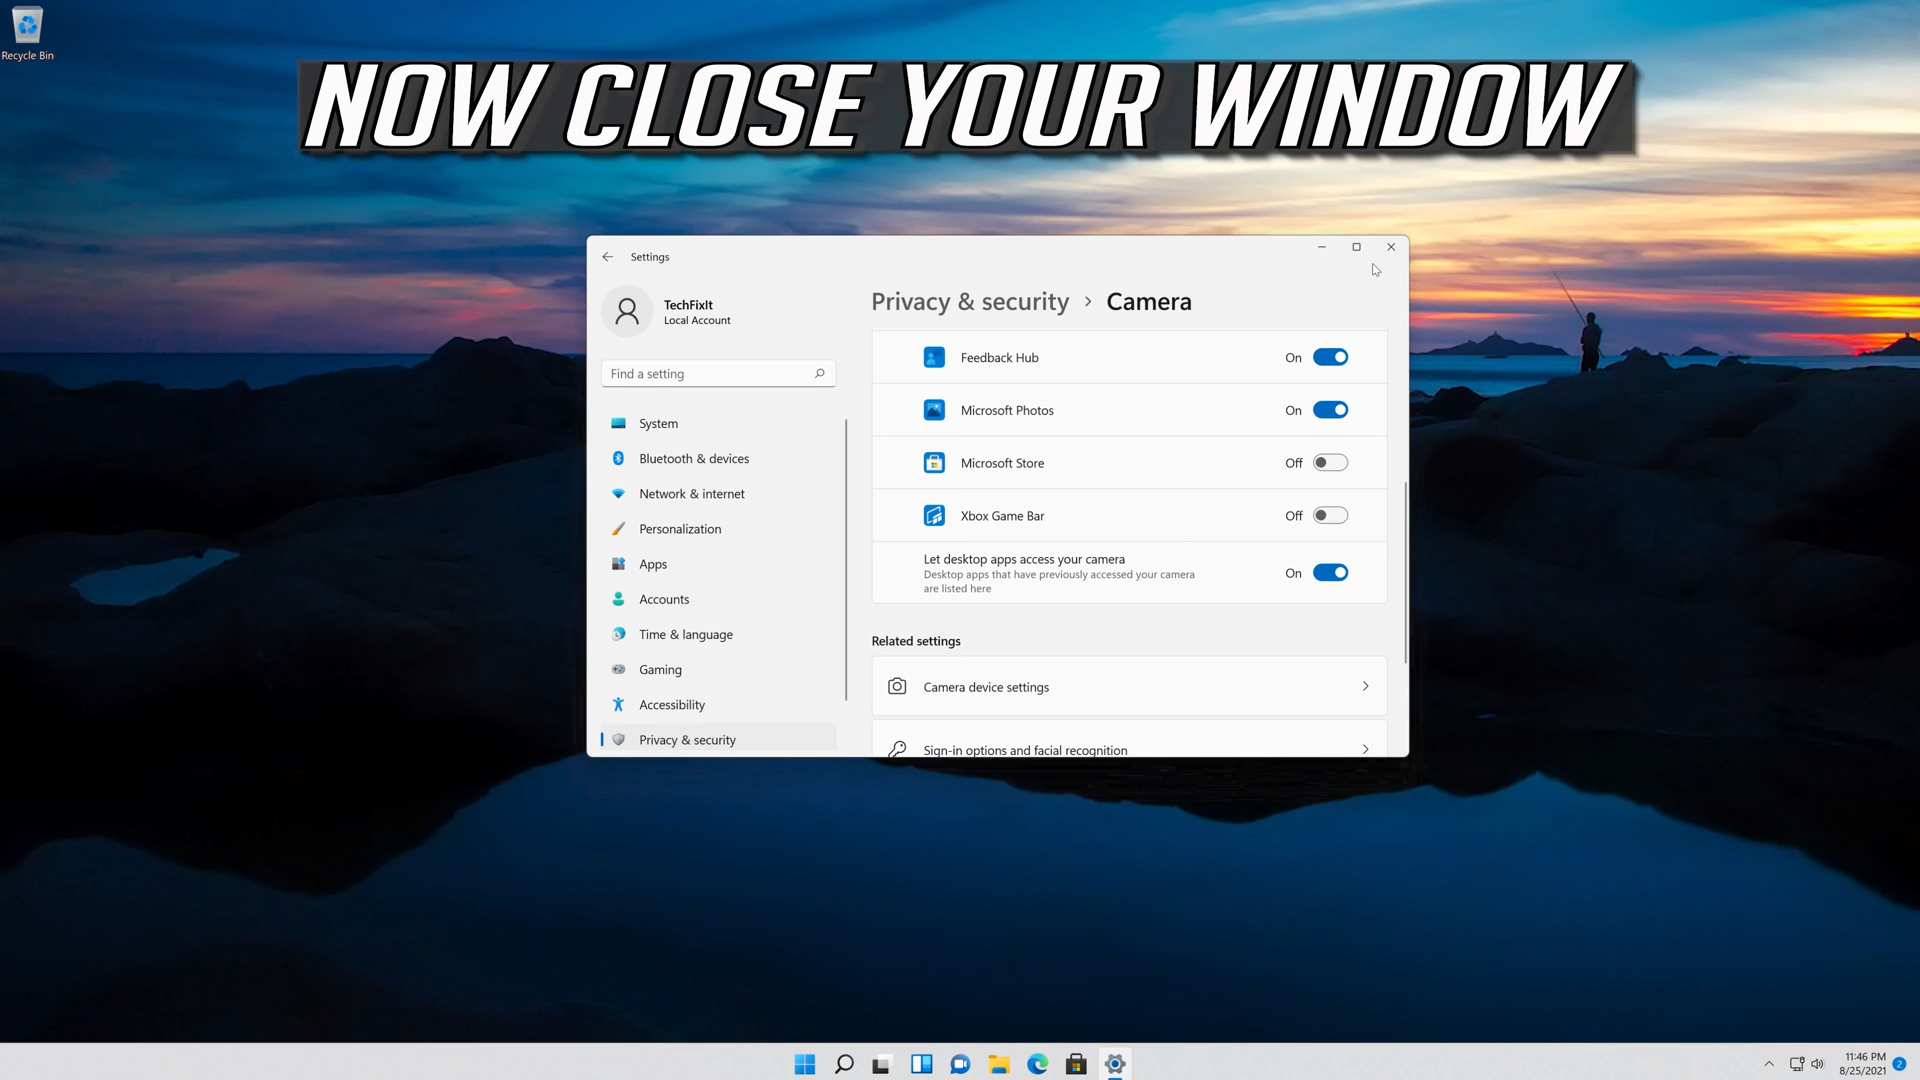 Recycle Bin
NOW CLOSE YOUR WINDOW
Settings
TechFixIt
Local Account
Find a setting
System
Bluetooth & devices
Network & internet
Personalization
Apps
Accounts
Time & language
Gaming
Accessibility
Privacy & security
Privacy & security > Camera
Feedback Hub On
Microsoft Photos On
Microsoft Store Off
Xbox Game Bar Off
Let desktop apps access your camera
Desktop apps that have previously accessed your camera
are listed here
On
Related settings
Camera device settings
Sign-in options and facial recognition
11:46 PM
8/25/2021
2